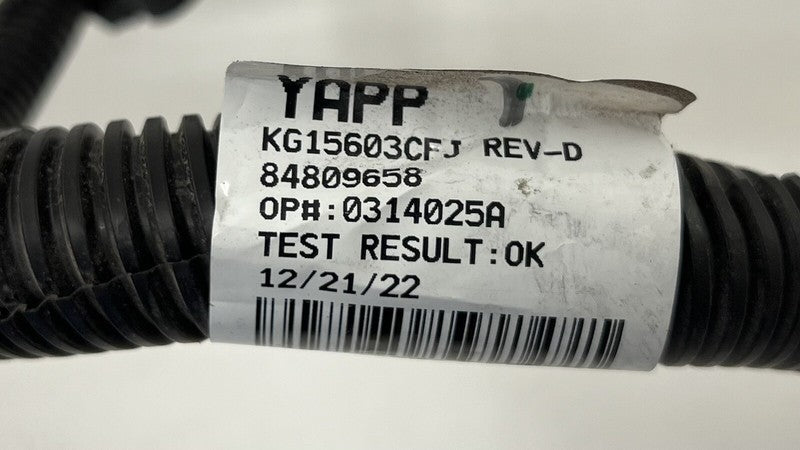 YAPP
KG15603CFJ REV-D
84809658
OP#:0314025A
TEST RESULT:OK
12/21/22